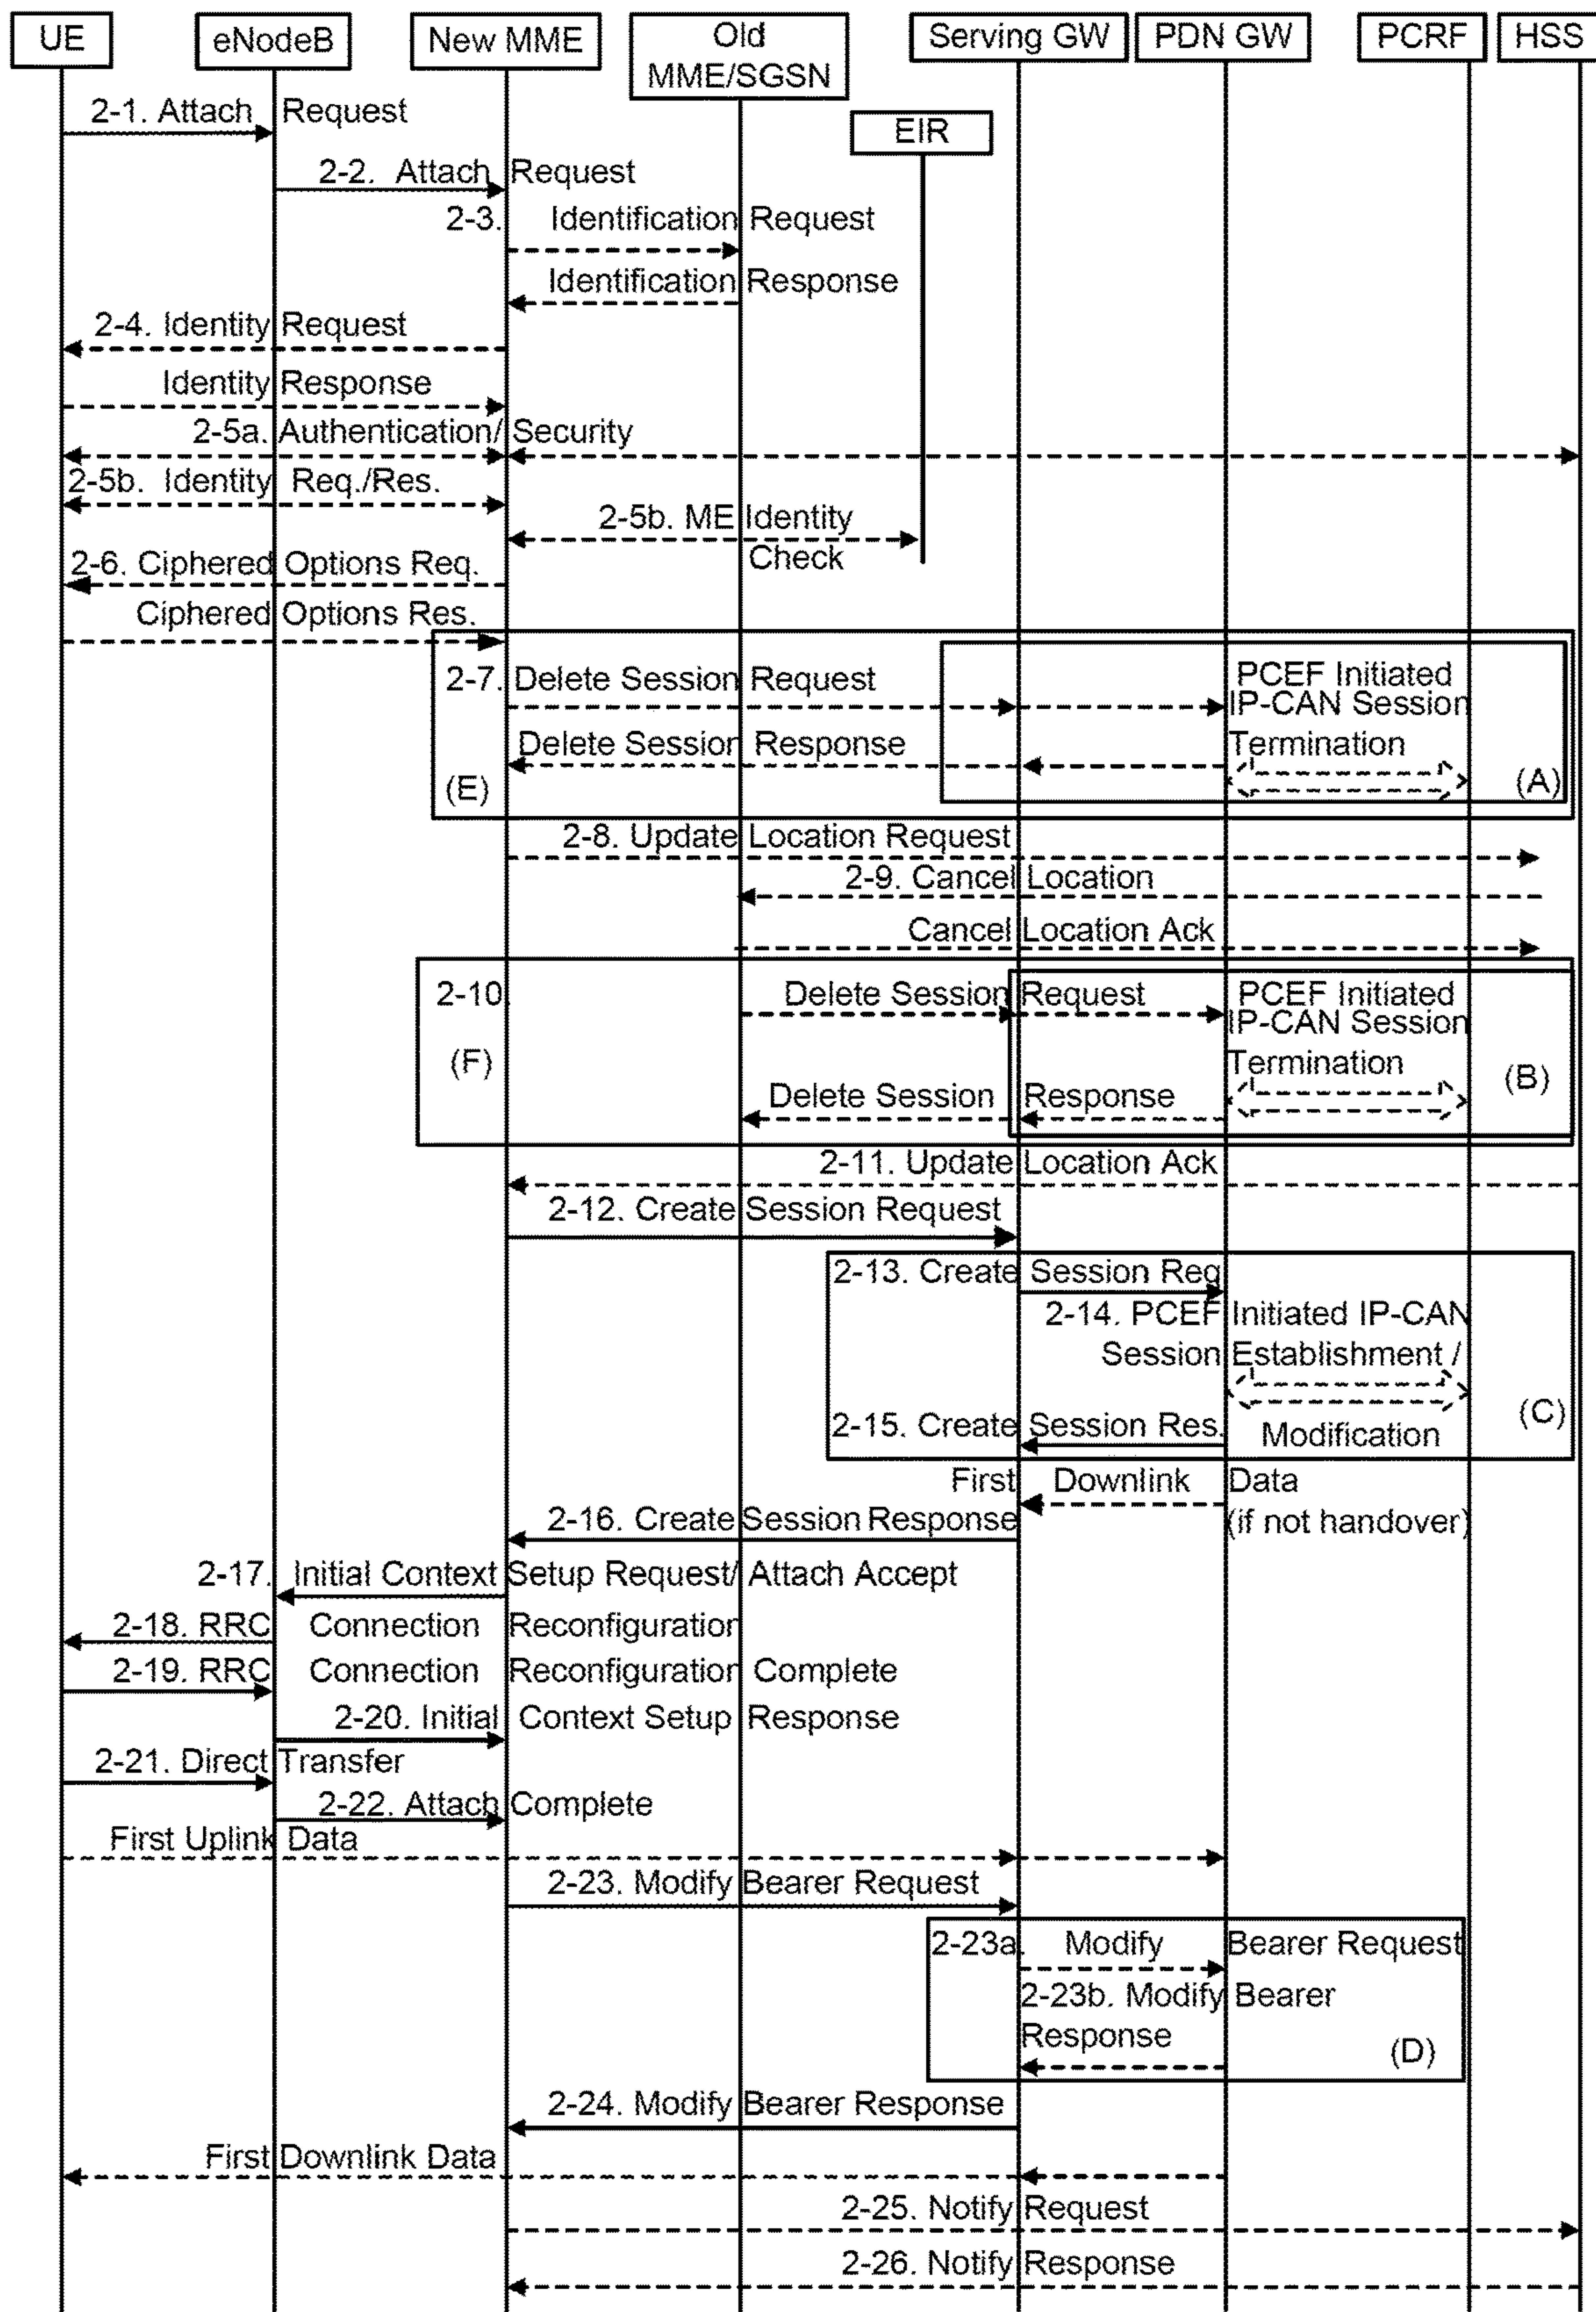 UE
eNodeB
New MME
Old
MME/SGSN
Serving GW
PDN GW
PCRF
HSS
EIR
2-1. Attach Request
2-2. Attach Request
2-3. Identification Request
Identification Response
2-4. Identity Request
Identity Response
2-5a. Authentication/ Security
2-5b. Identity Req./Res.
2-5b. ME Identity
Check
2-6. Ciphered Options Req.
Ciphered Options Res.
2-7. Delete Session Request
PCEF Initiated
IP-CAN Session
Delete Session Response
Termination
(E)
(A)
2-8. Update Location Request
2-9. Cancel Location
Cancel Location Ack
2-10. Delete Session Request
PCEF Initiated
IP-CAN Session
(F)
Termination
(B)
Delete Session Response
2-11. Update Location Ack
2-12. Create Session Request
2-13. Create Session Req
2-14. PCEF Initiated IP-CAN
Session Establishment /
(C)
2-15. Create Session Res.
Modification
First Downlink Data
(if not handover)
2-16. Create Session Response
2-17. Initial Context Setup Request/ Attach Accept
2-18. RRC Connection Reconfiguration
2-19. RRC Connection Reconfiguration Complete
2-20. Initial Context Setup Response
2-21. Direct Transfer
2-22. Attach Complete
First Uplink Data
2-23. Modify Bearer Request
2-23a. Modify Bearer Request
2-23b. Modify Bearer
Response
(D)
2-24. Modify Bearer Response
First Downlink Data
2-25. Notify Request
2-26. Notify Response